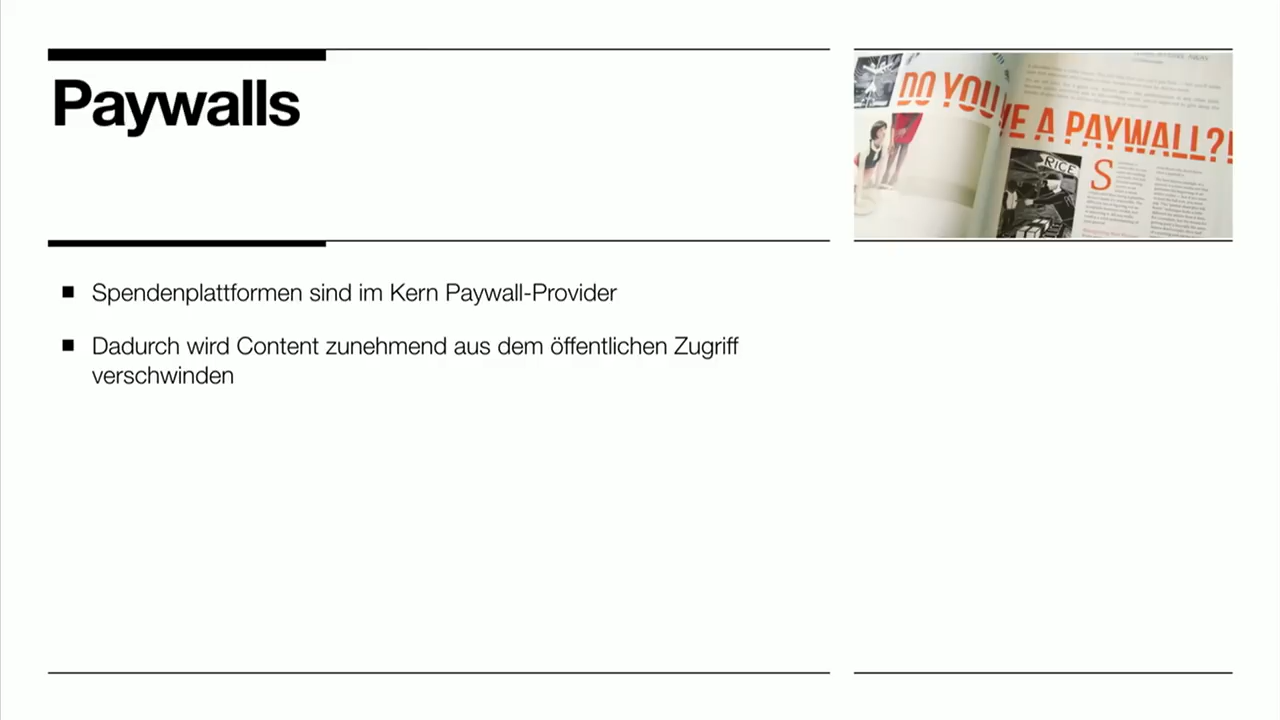 Paywalls
DO YOU
A PAYWALL?!
RICE
S
Spendenplattformen sind im Kern Paywall-Provider
Dadurch wird Content zunehmend aus dem öffentlichen Zugriff
verschwinden